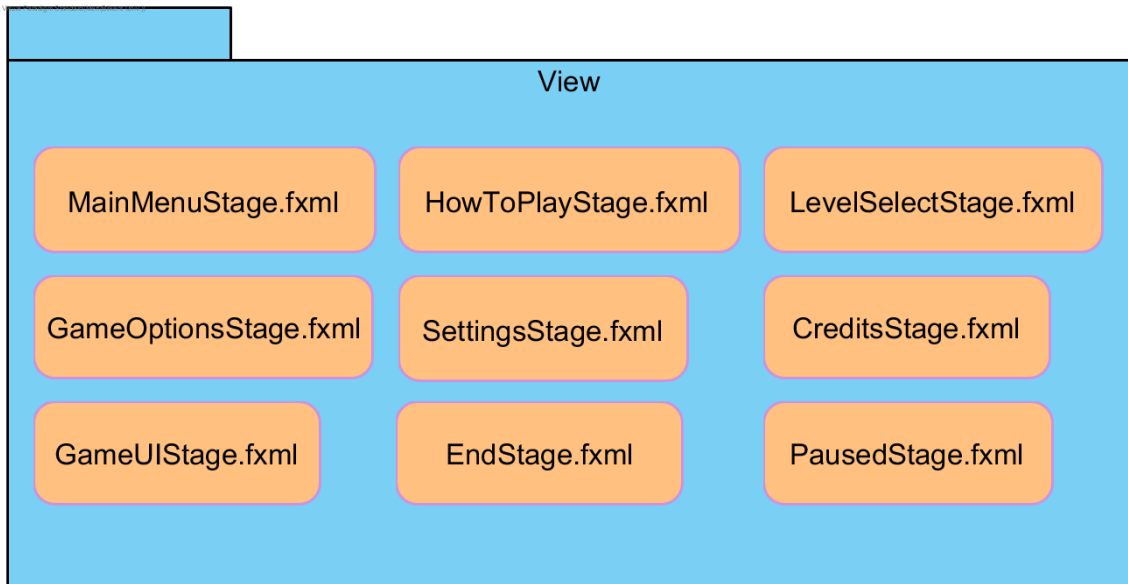 View
MainMenuStage.fxml
HowToPlayStage.fxml
LevelSelectStage.fxml
GameOptionsStage.fxml
SettingsStage.fxml
CreditsStage.fxml
GameUIStage.fxml
EndStage.fxml
PausedStage.fxml